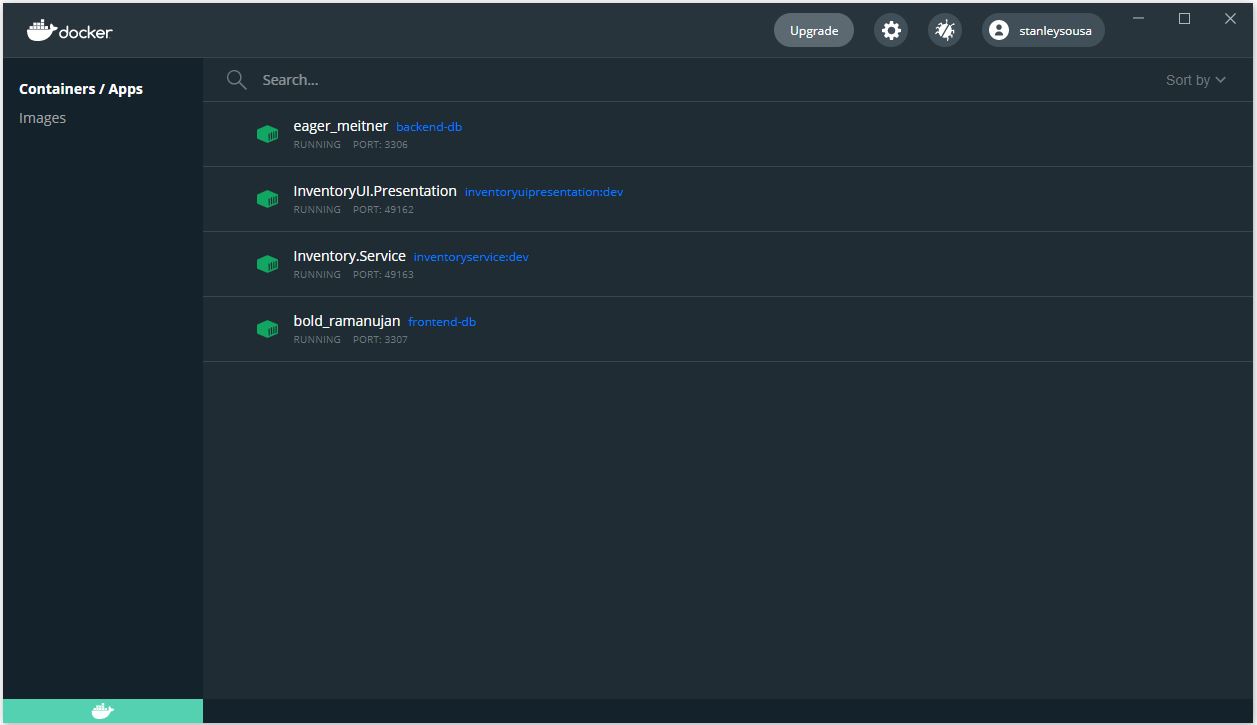 docker
Upgrade
stanleysousa
Containers / Apps
Images
Search...
Sort by
eager_meitner backend-db
RUNNING PORT: 3306
InventoryUI.Presentation inventoryuipresentation:dev
RUNNING PORT: 49162
Inventory.Service inventoryservice:dev
RUNNING PORT: 49163
bold_ramanujan frontend-db
RUNNING PORT: 3307